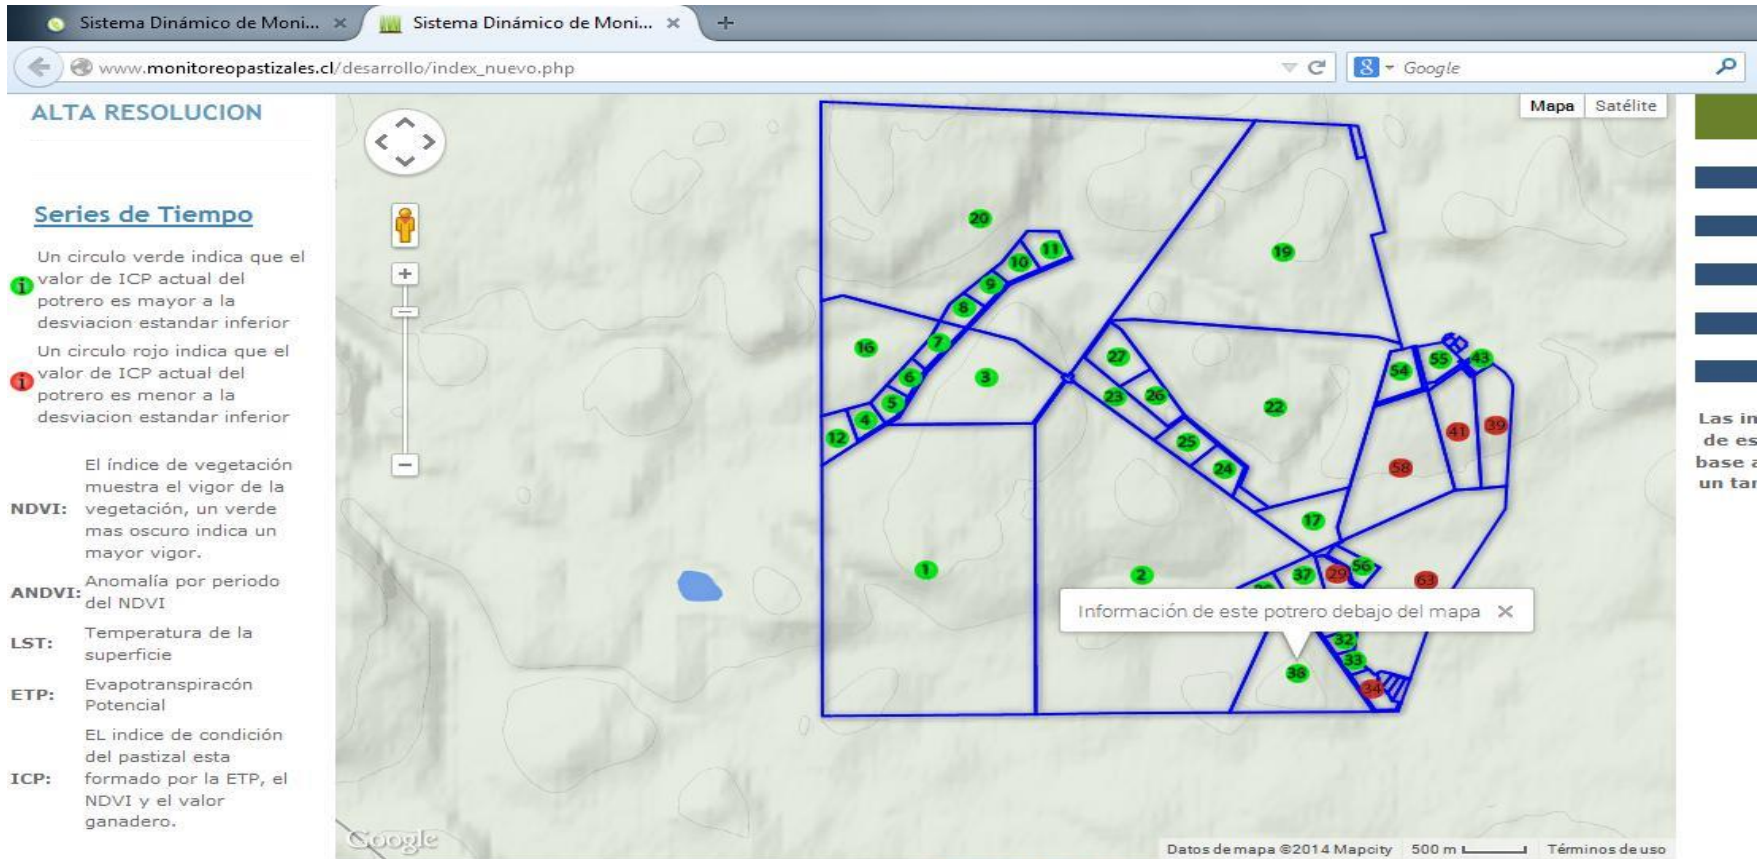 Sistema Dinámico de Moni...
Sistema Dinámico de Moni...
www.monitoreopastizales.cl/desarrollo/index_nuevo.php
Google
ALTA RESOLUCION
Series de Tiempo
Un circulo verde indica que el
valor de ICP actual del
potrero es mayor a la
desviacion estandar inferior
Un circulo rojo indica que el
valor de ICP actual del
potrero es menor a la
desviacion estandar inferior
El índice de vegetación
muestra el vigor de la
NDVI: vegetación, un verde
mas oscuro indica un
mayor vigor.
ANDVI: Anomalía por periodo
del NDVI
LST: Temperatura de la
superficie
ETP: Evapotranspiracón
Potencial
EL indice de condición
del pastizal esta
ICP: formado por la ETP, el
NDVI y el valor
ganadero.
Mapa Satélite
20
19
11
10
9
8
7
16
6
3
5
4
12
27
23
26
22
25
24
54
55
43
41
39
58
17
1
2
37
29
56
63
Información de este potrero debajo del mapa
32
33
38
34
Google
Datos de mapa ©2014 Mapcity 500 m Términos de uso
Las in
de es
base a
un tar